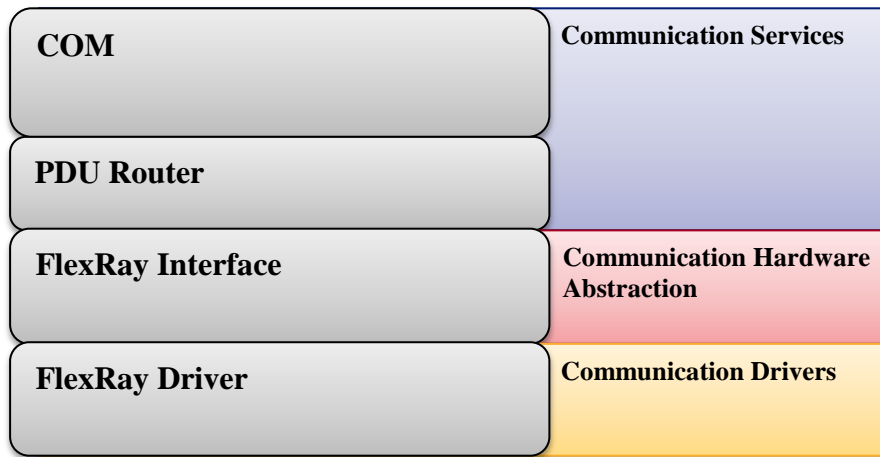 COM
Communication Services
PDU Router
FlexRay Interface
Communication Hardware
Abstraction
FlexRay Driver
Communication Drivers